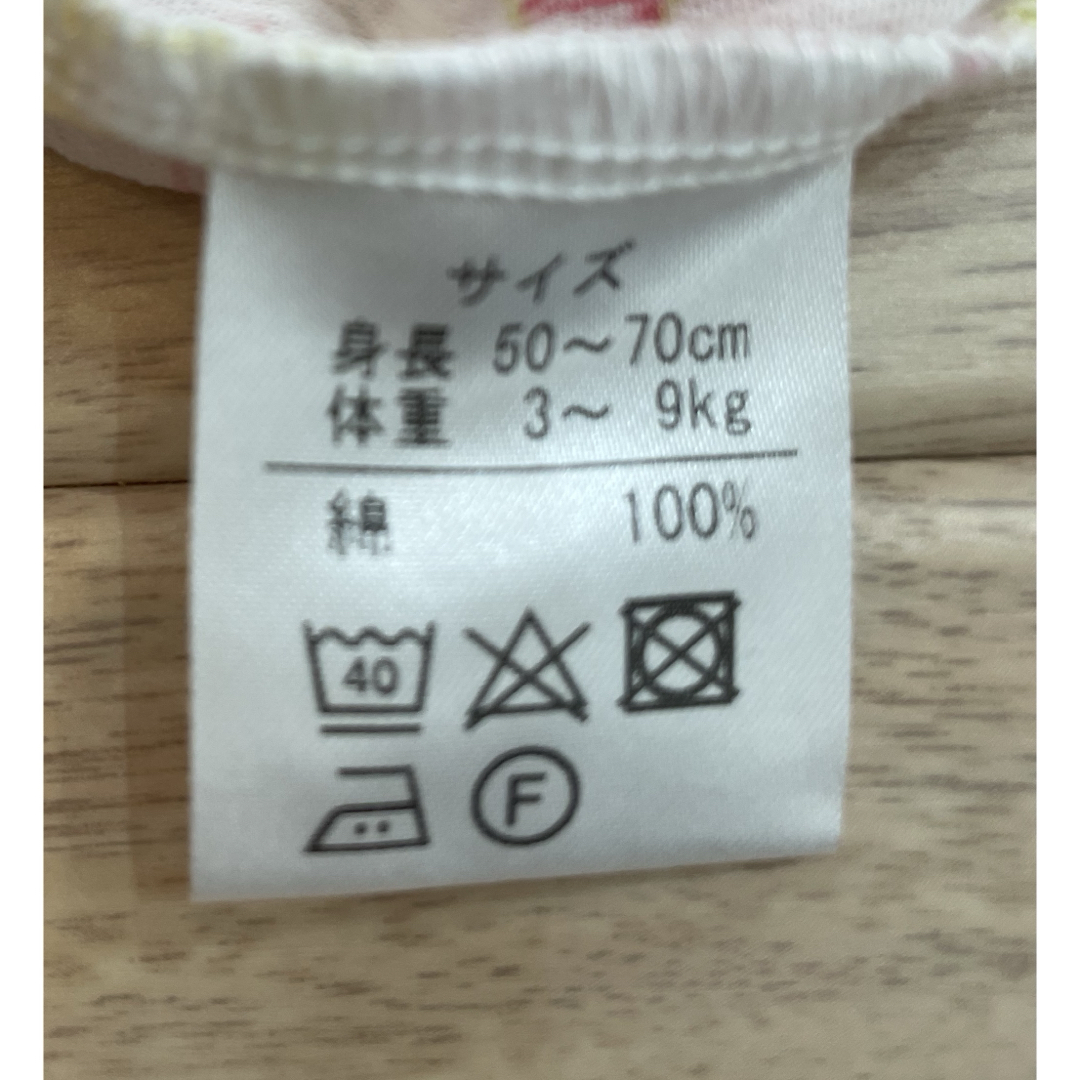 サイズ
身長 50～70cm
体重 3～ 9kg
綿 100%
40
F